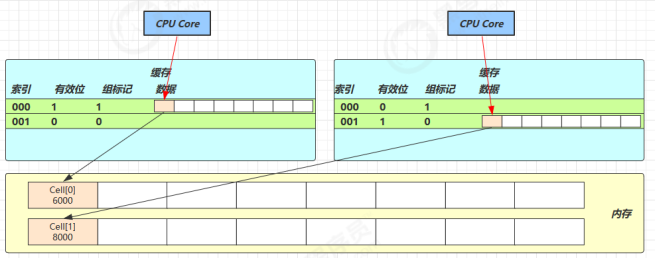 CPU Core
CPU Core
缓存
索引 有效位 组标记 数据
000 1 1
001 0 0
缓存
索引 有效位 组标记 数据
000 0 1
001 1 0
Cell[0]
6000
内存
Cell[1]
8000